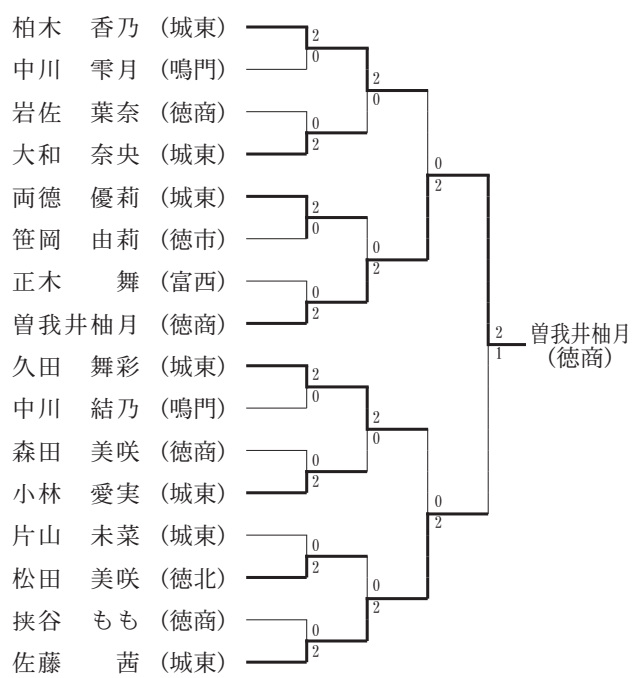 柏木　香乃（城東）
2
0
中川　雫月（鳴門）
2
0
岩佐　葉奈（徳商）
0
2
大和　奈央（城東）
0
2
両德　優莉（城東）
2
0
笹岡　由莉（徳市）
0
2
正木　　舞（富西）
0
2
曽我井柚月（徳商）
2
1
曽我井柚月
（徳商）
久田　舞彩（城東）
2
0
中川　結乃（鳴門）
2
0
森田　美咲（徳商）
0
2
小林　愛実（城東）
0
2
片山　未菜（城東）
0
2
松田　美咲（徳北）
0
2
挾谷　もも（徳商）
0
2
佐藤　　茜（城東）